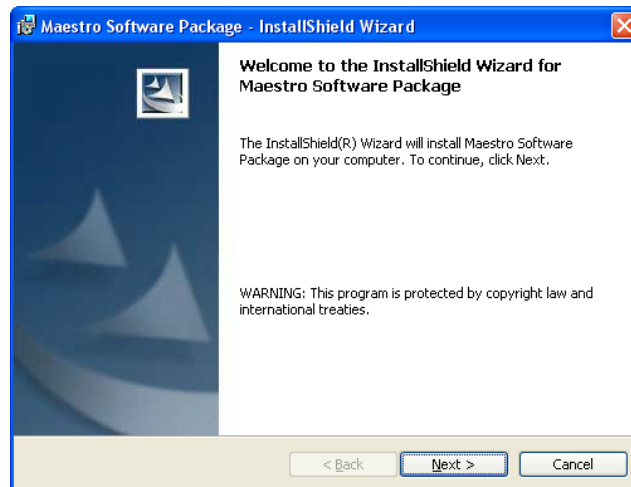 Maestro Software Package - InstallShield Wizard
Welcome to the InstallShield Wizard for
Maestro Software Package
The InstallShield(R) Wizard will install Maestro Software
Package on your computer. To continue, click Next.
WARNING: This program is protected by copyright law and
international treaties.
< Back Next > Cancel